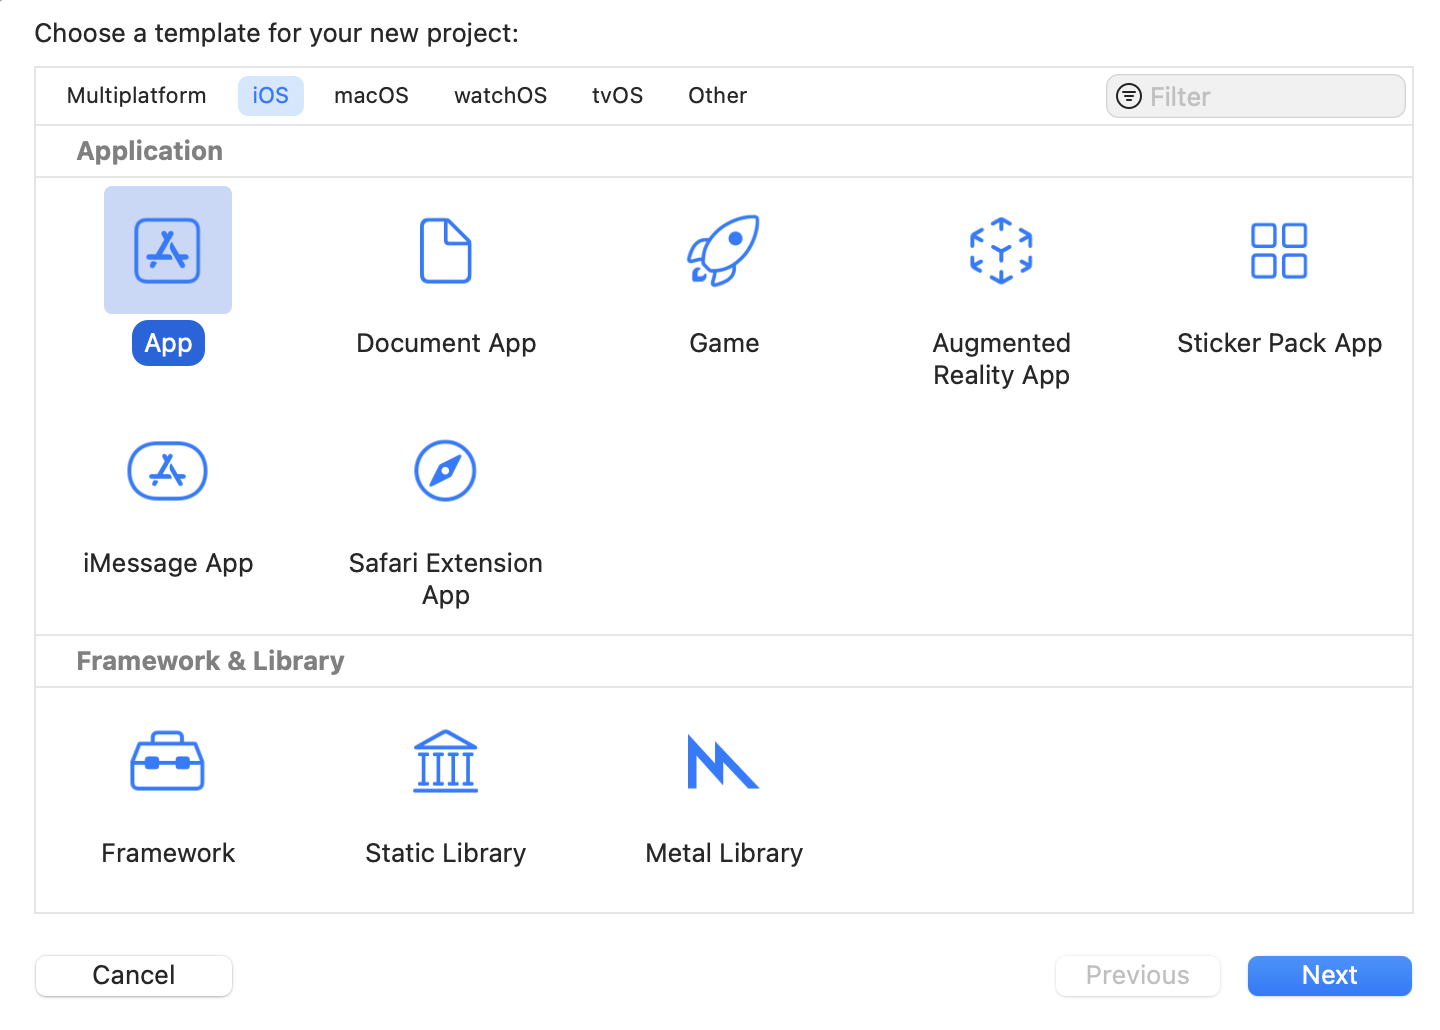 Choose a template for your new project:
Multiplatform iOS macOS watchOS tvOS Other Filter
Application
App Document App Game Augmented Reality App Sticker Pack App
iMessage App Safari Extension App
Framework & Library
Framework Static Library Metal Library
Cancel Previous Next